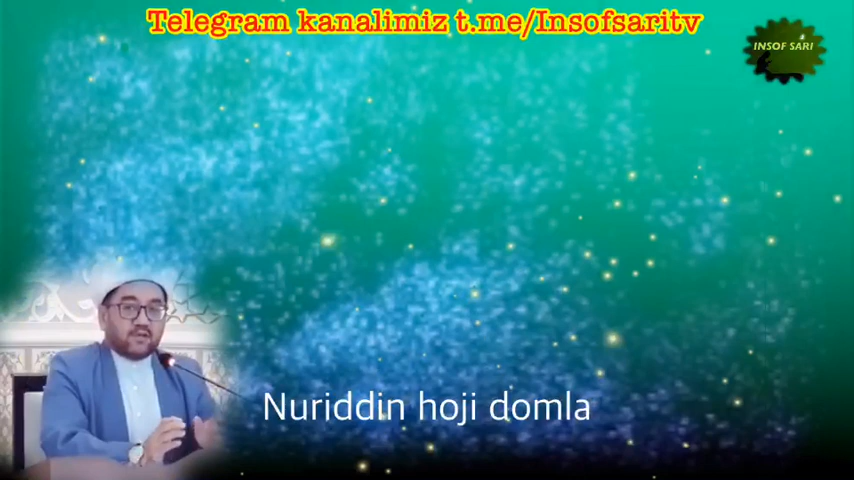 Telegram kanalimiz t.me/Insofsaritv
INSOF SARI
Nuriddin hoji domla